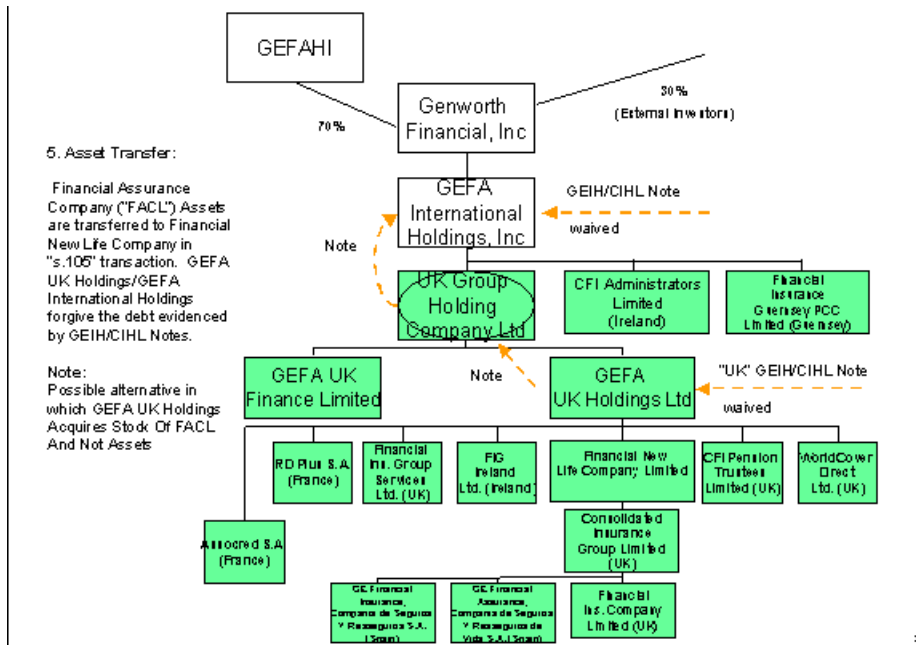 GEFAHI
Genworth
Financial, Inc
70%
30%
(External Investors)
5. Asset Transfer:
Financial Assurance
Company ("FACL") Assets
are transferred to Financial
New Life Company in
"s.105" transaction. GEFA
UK Holdings/GEFA
International Holdings
forgive the debt evidenced
by GEIH/CIHL Notes.
Note:
Possible alternative in
which GEFA UK Holdings
Acquires Stock Of FACL
And Not Assets
GEFA
International
Holdings, Inc
GEIH/CIHL Note
waived
Note
UK Group
Holding
Company Ltd
CFI Administrators
Limited
(Ireland)
Financial
Insurance
Guernsey PCC
Limited (Guernsey)
GEFA UK
Finance Limited
Note
GEFA
UK Holdings Ltd
"UK" GEIH/CIHL Note
waived
RD Plus S.A.
(France)
Financial
Ins. Group
Services
Ltd. (UK)
FIG
Ireland
Ltd. (Ireland)
Financial New
Life Company Limited
CFI Pension
Trustees
Limited (UK)
WorldCover
Direct
Ltd. (UK)
Assocred S.A.
(France)
Consolidated
Insurance
Group Limited
(UK)
GE Financial
Insurance,
Compania de Seguros
Y Reaseguros S.A.
(Spain)
GE Financial
Assurance,
Compania de Seguros
Y Reaseguros de
Vida S.A. (Spain)
Financial
Ins. Company
Limited (UK)